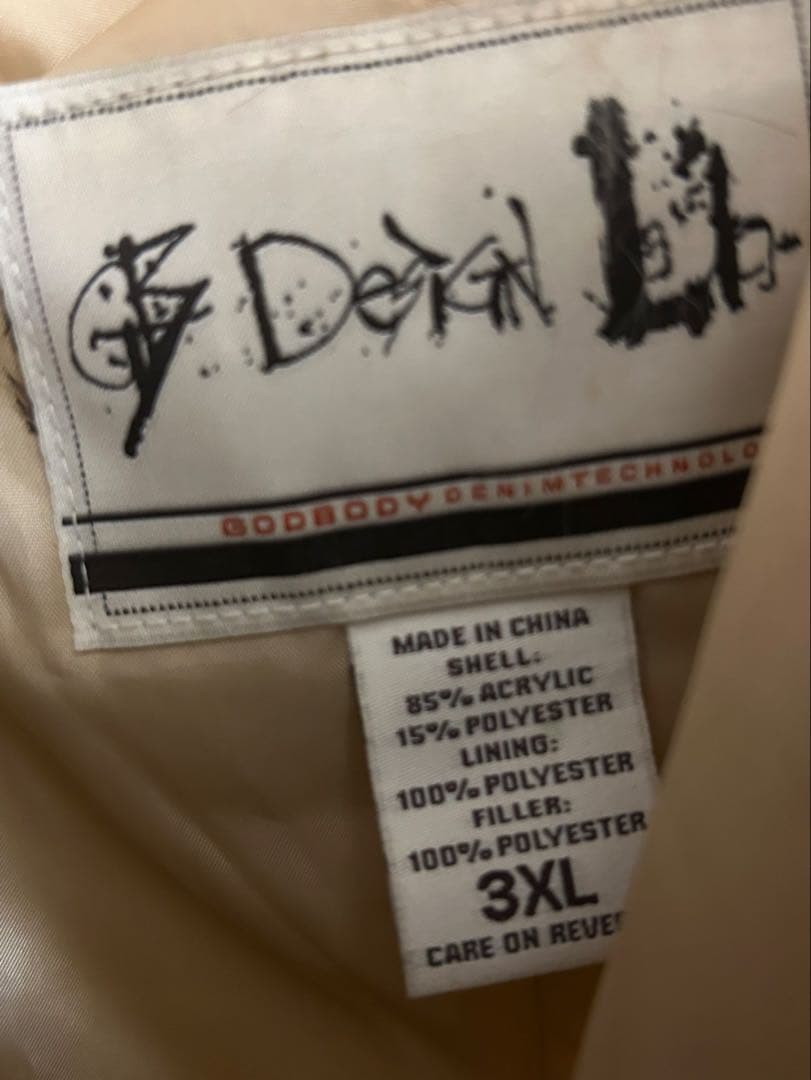 GB Design Lab
GODBODY DENIMTECHNOLO
MADE IN CHINA
SHELL:
85% ACRYLIC
15% POLYESTER
LINING:
100% POLYESTER
FILLER:
100% POLYESTER
3XL
CARE ON REVE